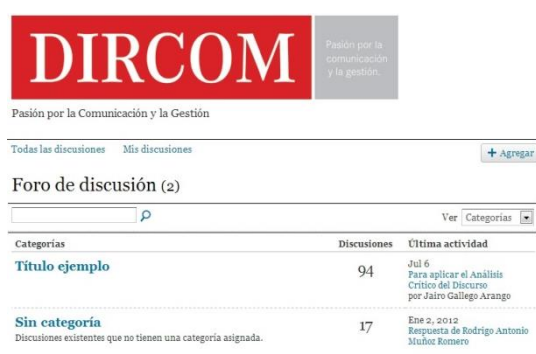 DIRCOM
Pasión por la
comunicación
y la gestión.
Pasión por la Comunicación y la Gestión
Todas las discusiones Mis discusiones
+ Agregar
Foro de discusión (2)
Ver Categorias
Categorías Discusiones Última actividad
Título ejemplo 94 Jul 6
Para aplicar el Análisis
Crítico del Discurso
por Jairo Gallego Arango
Sin categoría 17 Ene 2, 2012
Discusiones existentes que no tienen una categoría asignada.
Respuesta de Rodrigo Antonio
Muñoz Romero